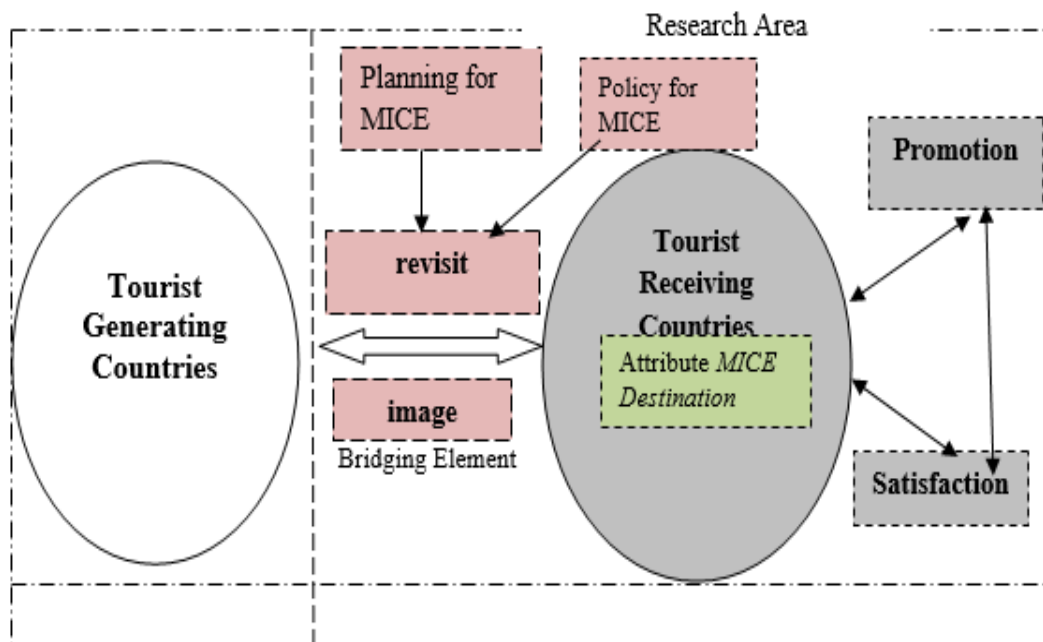 Research Area
Planning for
MICE
Policy for
MICE
Promotion
revisit
Tourist
Generating
Countries
Tourist
Receiving
Countries
Attribute MICE
Destination
image
Bridging Element
Satisfaction